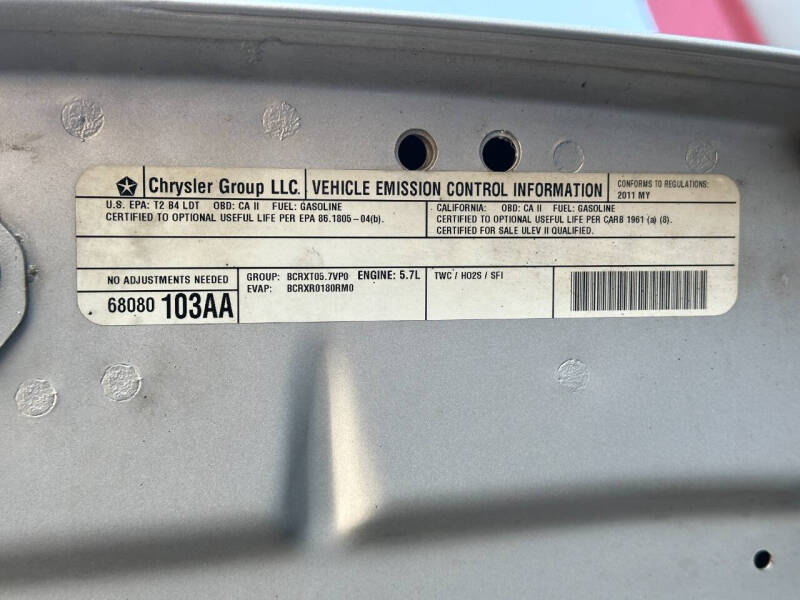 Chrysler Group LLC. VEHICLE EMISSION CONTROL INFORMATION
CONFORMS TO REGULATIONS:
2011 MY
U.S. EPA: T2 B4 LDT OBD: CA II FUEL: GASOLINE
CERTIFIED TO OPTIONAL USEFUL LIFE PER EPA 86.1805-04(b).
CALIFORNIA: OBD: CA II FUEL: GASOLINE
CERTIFIED TO OPTIONAL USEFUL LIFE PER CARB 1961 (a) (8).
CERTIFIED FOR SALE ULEV II QUALIFIED.
NO ADJUSTMENTS NEEDED
68080 103AA
GROUP: BCRXT05.7VP0 ENGINE: 5.7L
EVAP: BCRXR0180RM0
TWC / HO2S / SFI